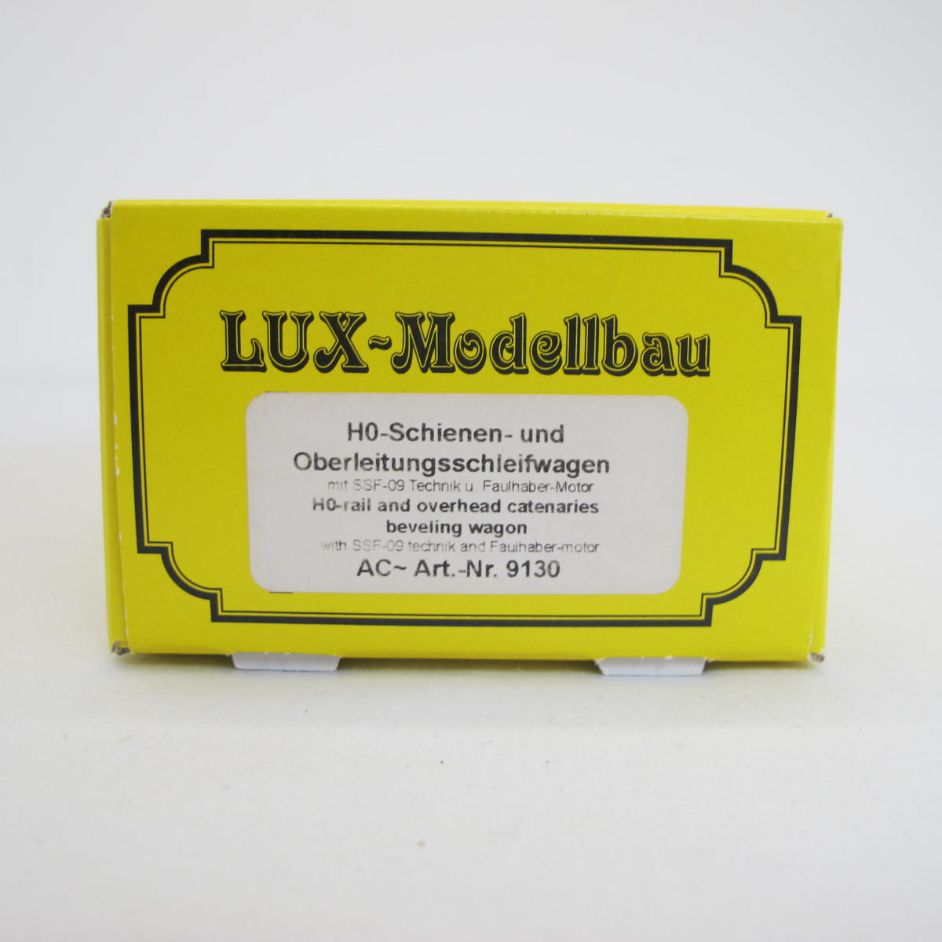 LUX~Modellbau
H0-Schienen- und
Oberleitungsschleifwagen
mit SSF-09 Technik u. Faulhaber-Motor
H0-rail and overhead catenaries
beveling wagon
with SSF-09 technik and Faulhaber-motor
AC~ Art.-Nr. 9130